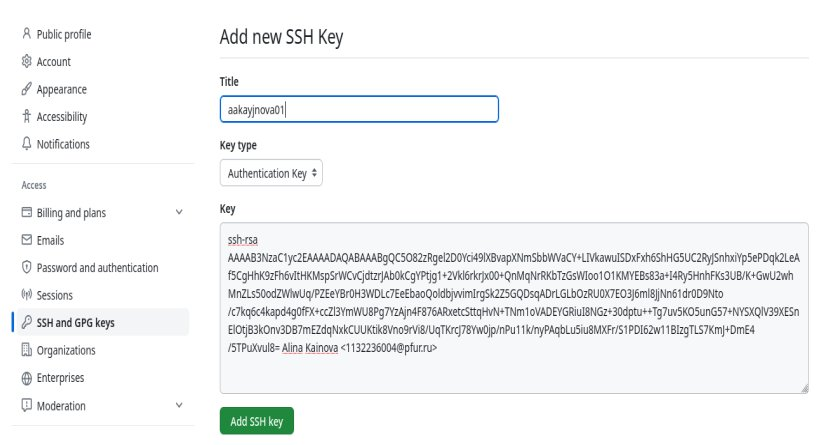 Public profile
Account
Appearance
Accessibility
Notifications
Access
Billing and plans
Emails
Password and authentication
Sessions
SSH and GPG keys
Organizations
Enterprises
Moderation
Add new SSH Key
Title
aakayjnova01
Key type
Authentication Key
Key
ssh-rsa
AAAAB3NzaC1yc2EAAAADAQABAAABgQC5O82zRgel2D0Yci49lXBvapXNmSbbWVaCY+LIVkawuISDxFxh6ShHG5UC2RyJSnhxiYp5ePDqk2LeA
f5CgHhK9zFh6vItHKMspSrWCvCjdtzrJAb0kCgYPtjg1+2Vkl6rkrJx00+QnMqNrRKbTzGsWIoo1O1KMYEBs83a+I4Ry5HnhFKs3UB/K+GwU2wh
MnZLs50odZWlwUq/PZEeYBr0H3WDLc7EeEbaoQoldbjvvimIrgSk2Z5GQDsqADrLGLbOzRU0X7EO3J6ml8JjNn61dr0D9Nto
/c7kq6c4kapd4g0fFX+ccZl3YmWU8Pg7YzAjn4F876ARxetcSttqHvN+TNm1oVADEYGRiuI8NGz+30dptu++Tg7uv5KO5unG57+NYSXQlV39XESn
ElOtjB3kOnv3DB7mEZdqNxkCUUKtik8Vno9rVi8/UqTKrcJ78Yw0jp/nPu11k/nyPAqbLu5iu8MXFr/S1PDI62w11BIzgTLS7KmJ+DmE4
/5TPuXvul8= Alina Kainova <1132236004@pfur.ru>
Add SSH key